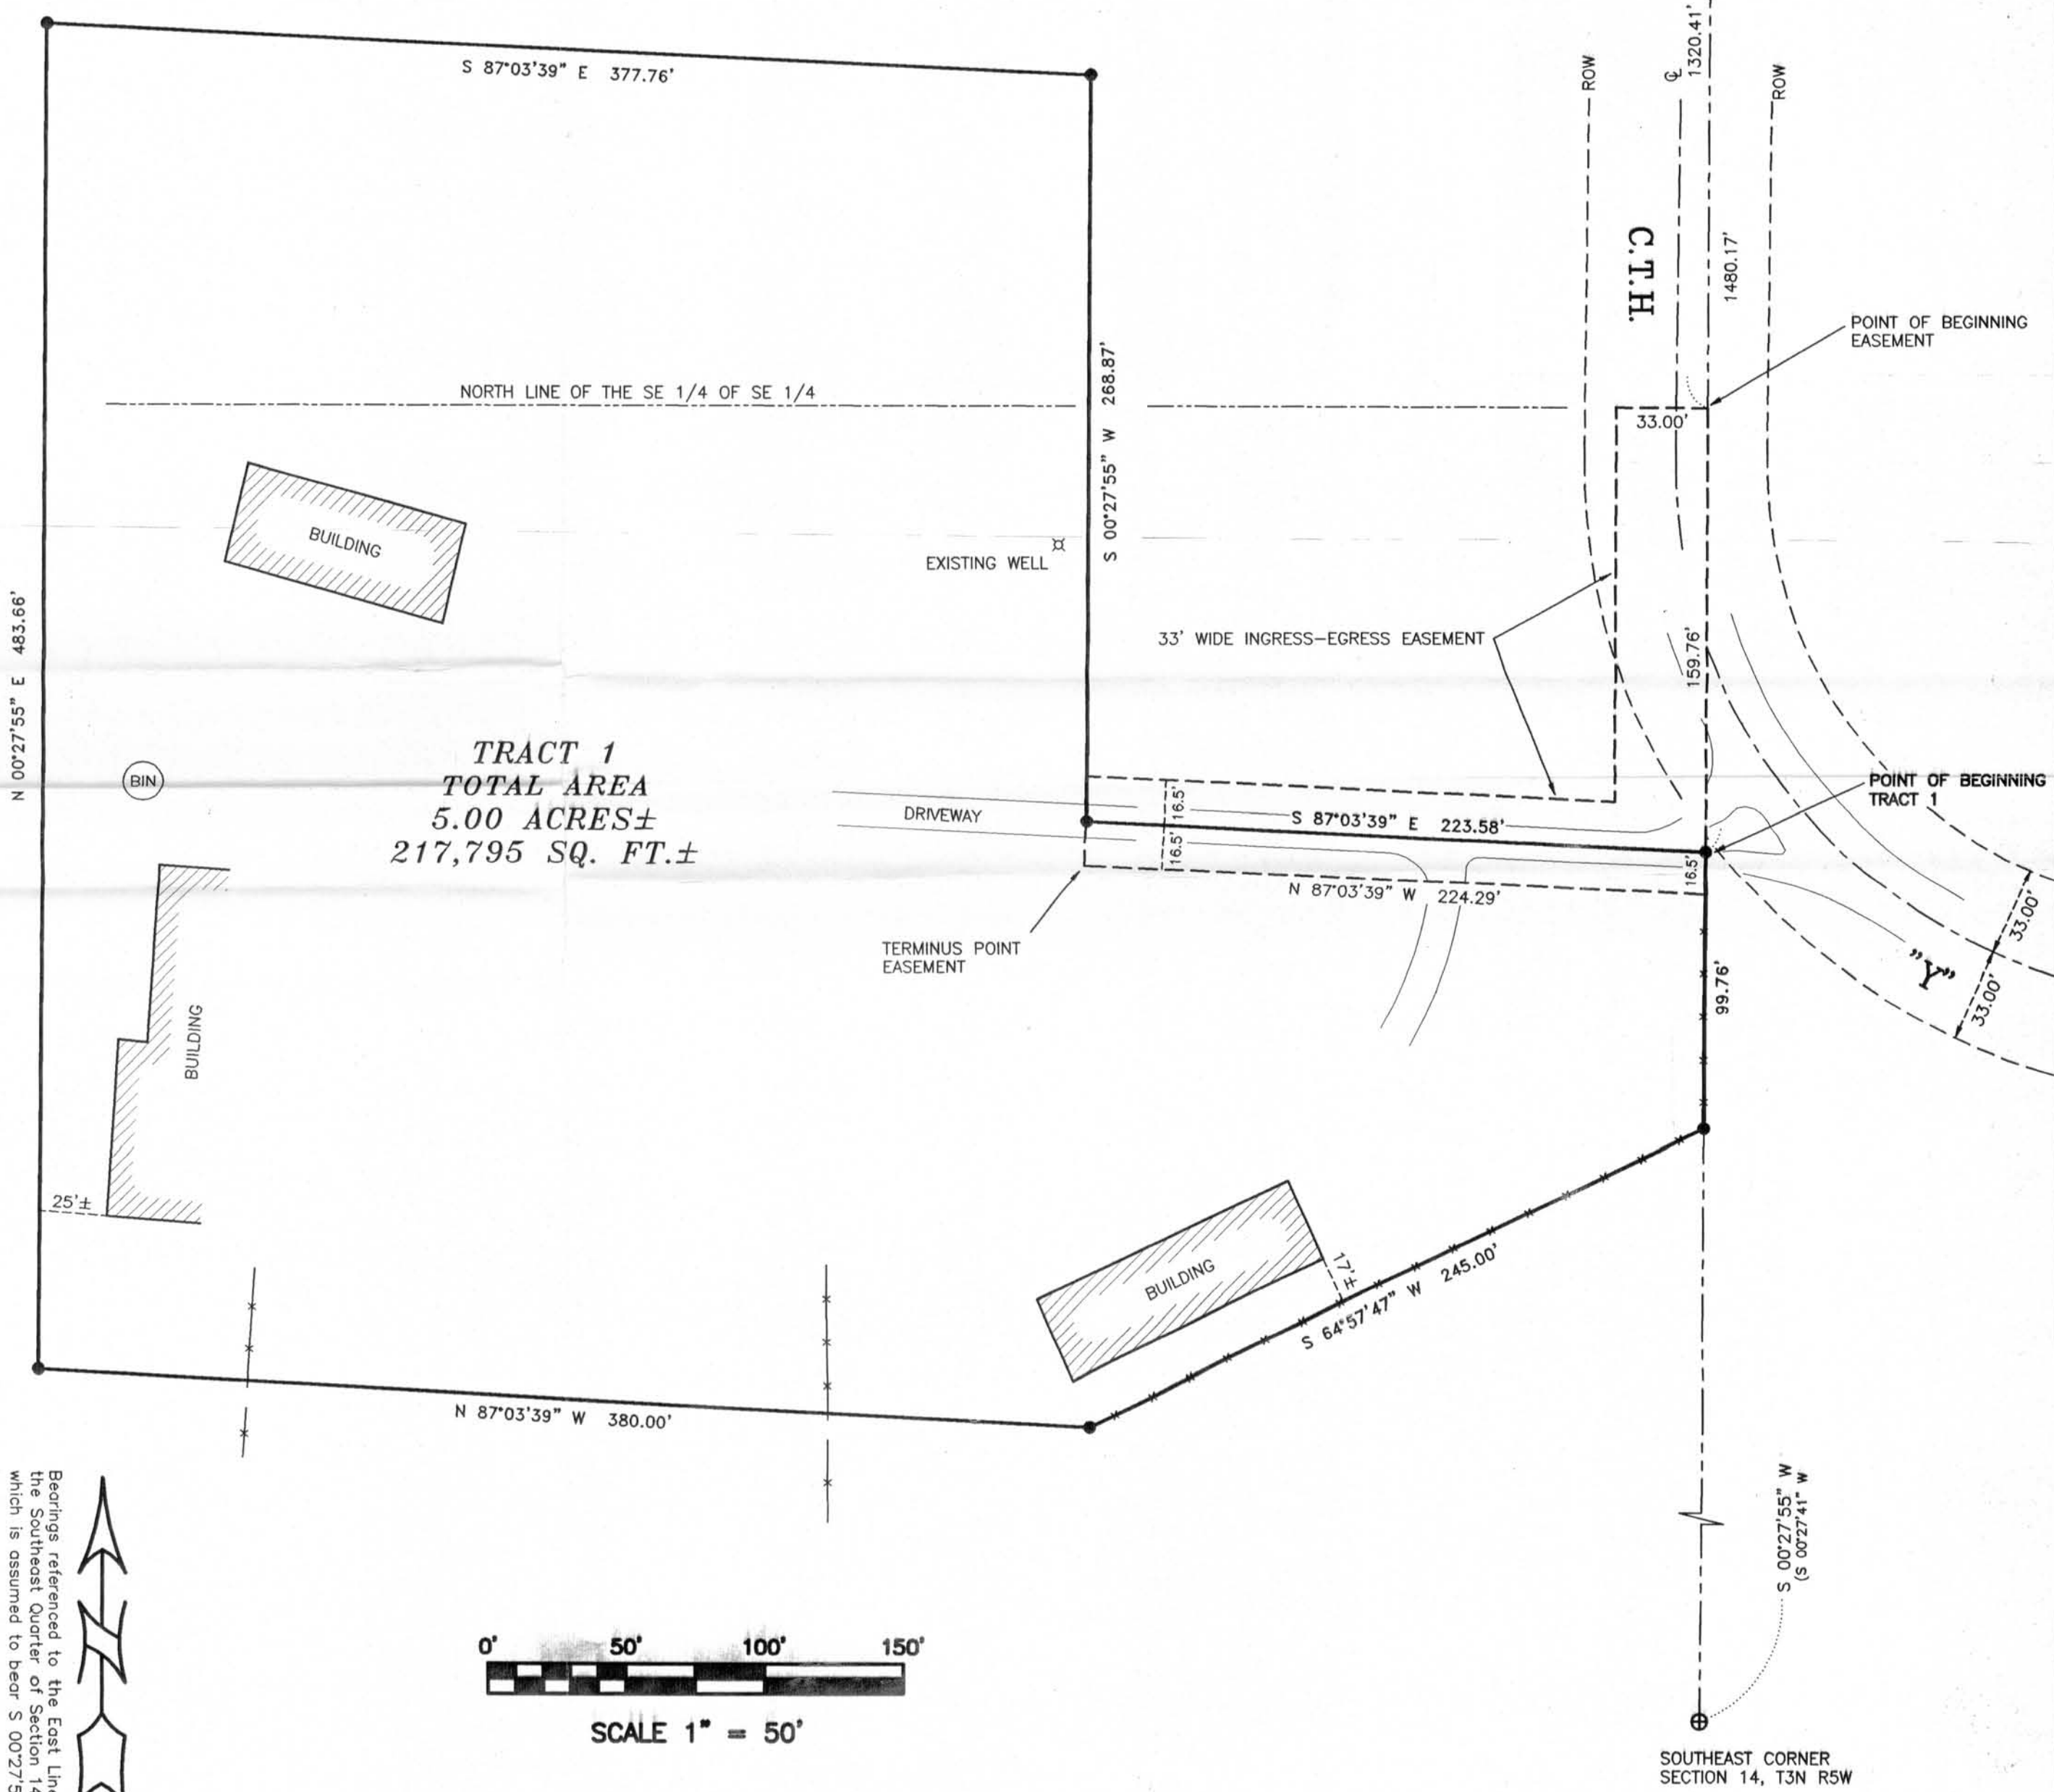 S 87°03'39" E 377.76'
ROW
℄
1320.41'
ROW
C.T.H.
1480.17'
POINT OF BEGINNING
EASEMENT
NORTH LINE OF THE SE 1/4 OF SE 1/4
33.00'
S 00°27'55" W 268.87'
BUILDING
EXISTING WELL
N 00°27'55" E 483.66'
33' WIDE INGRESS-EGRESS EASEMENT
159.76'
TRACT 1
TOTAL AREA
5.00 ACRES±
217,795 SQ. FT.±
BIN
DRIVEWAY
16.5'
16.5'
S 87°03'39" E 223.58'
POINT OF BEGINNING
TRACT 1
16.5'
N 87°03'39" W 224.29'
33.00'
33.00'
"Y"
TERMINUS POINT
EASEMENT
99.76'
BUILDING
25'±
BUILDING
17'±
S 64°57'47" W 245.00'
N 87°03'39" W 380.00'
S 00°27'55" W
(S 00°27'41" W
Bearings referenced to the East Line
the Southeast Quarter of Section 14
which is assumed to bear S 00°27'5
N
0' 50' 100' 150'
SCALE 1" = 50'
SOUTHEAST CORNER
SECTION 14, T3N R5W